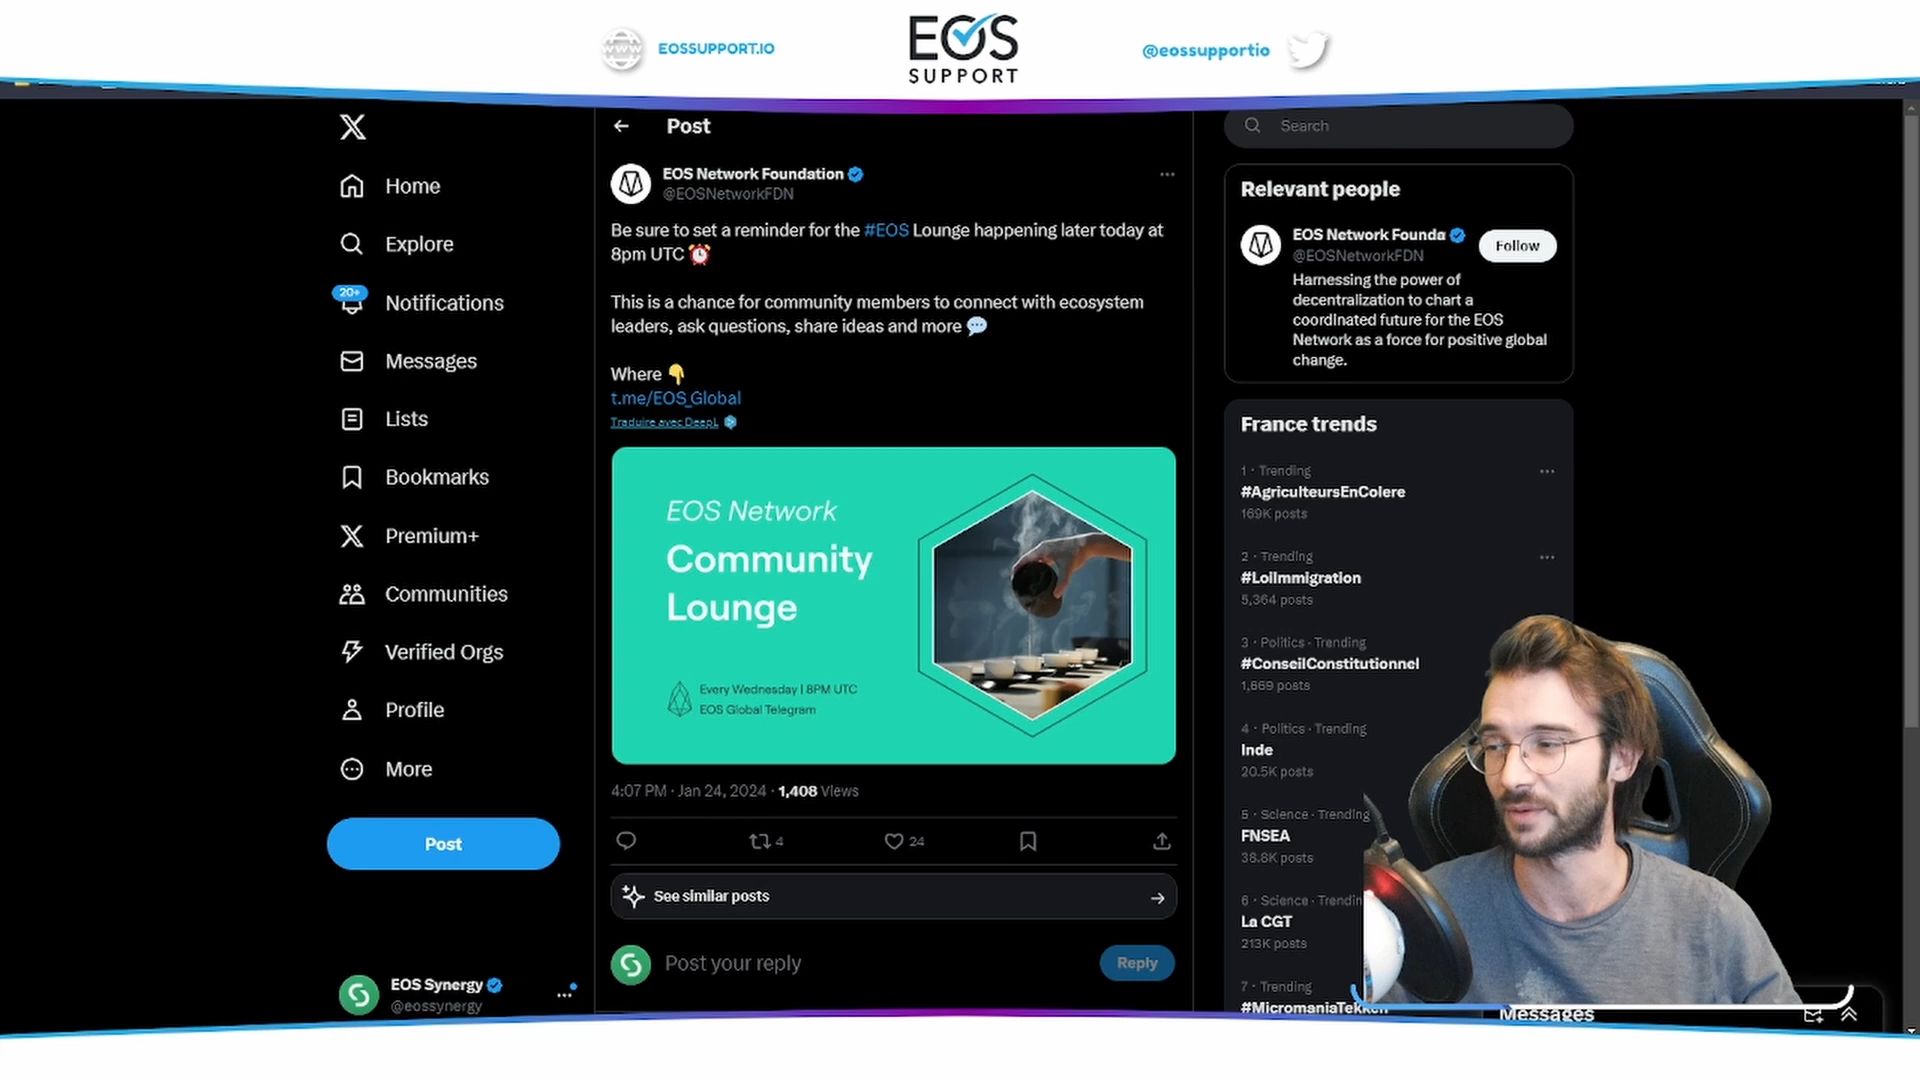 EOSSUPPORT.IO
EOS
SUPPORT
@eossupportio
Home
Explore
20+
Notifications
Messages
Lists
Bookmarks
Premium+
Communities
Verified Orgs
Profile
More
Post
EOS Synergy
@eossynergy
Post
EOS Network Foundation
@EOSNetworkFDN
Be sure to set a reminder for the #EOS Lounge happening later today at
8pm UTC ⏰
This is a chance for community members to connect with ecosystem
leaders, ask questions, share ideas and more 💬
Where 👇
t.me/EOS_Global
Traduire avec DeepL
EOS Network
Community
Lounge
Every Wednesday | 8PM UTC
EOS Global Telegram
4:07 PM · Jan 24, 2024 · 1,408 Views
4
24
See similar posts
Post your reply
Reply
Search
Relevant people
EOS Network Founda
@EOSNetworkFDN
Follow
Harnessing the power of
decentralization to chart a
coordinated future for the EOS
Network as a force for positive global
change.
France trends
1 · Trending
#AgriculteursEnColere
169K posts
2 · Trending
#LoiImmigration
5,364 posts
3 · Politics · Trending
#ConseilConstitutionnel
1,669 posts
4 · Politics · Trending
Inde
20.5K posts
5 · Science · Trending
FNSEA
38.8K posts
6 · Science · Trendin
La CGT
213K posts
7 · Trending
#MicromaniaTekken
Messages